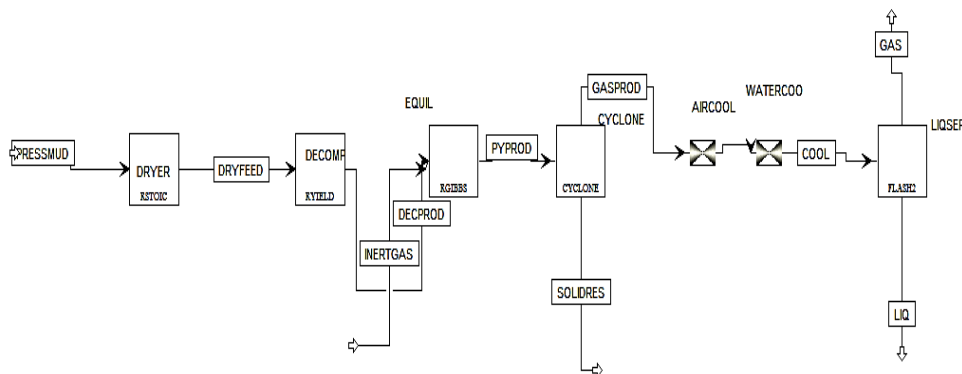 PRESSMUD
DRYER
RSTOIC
DRYFEED
DECOMP
RYIELD
INERTGAS
DECPROD
EQUIL
RGIBBS
PYPROD
GASPROD
CYCLONE
CYCLONE
SOLIDRES
AIRCOOL
WATERCOO
COOL
GAS
LIQSEP
FLASH2
LIQ